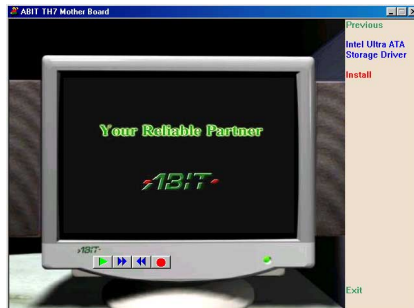 ABIT TH7 Mother Board
Previous
Intel Ultra ATA
Storage Driver
Install
Your Reliable Partner
ABIT
ABIT
Exit